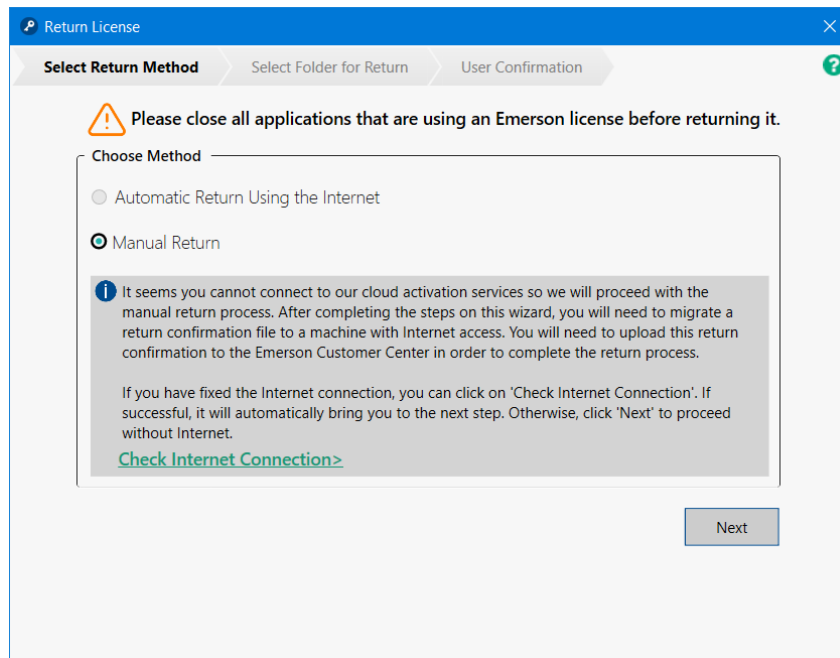 Return License
Select Return Method
Select Folder for Return
User Confirmation
?
Please close all applications that are using an Emerson license before returning it.
Choose Method
Automatic Return Using the Internet
Manual Return
It seems you cannot connect to our cloud activation services so we will proceed with the
manual return process. After completing the steps on this wizard, you will need to migrate a
return confirmation file to a machine with Internet access. You will need to upload this return
confirmation to the Emerson Customer Center in order to complete the return process.
If you have fixed the Internet connection, you can click on 'Check Internet Connection'. If
successful, it will automatically bring you to the next step. Otherwise, click 'Next' to proceed
without Internet.
Check Internet Connection>
Next